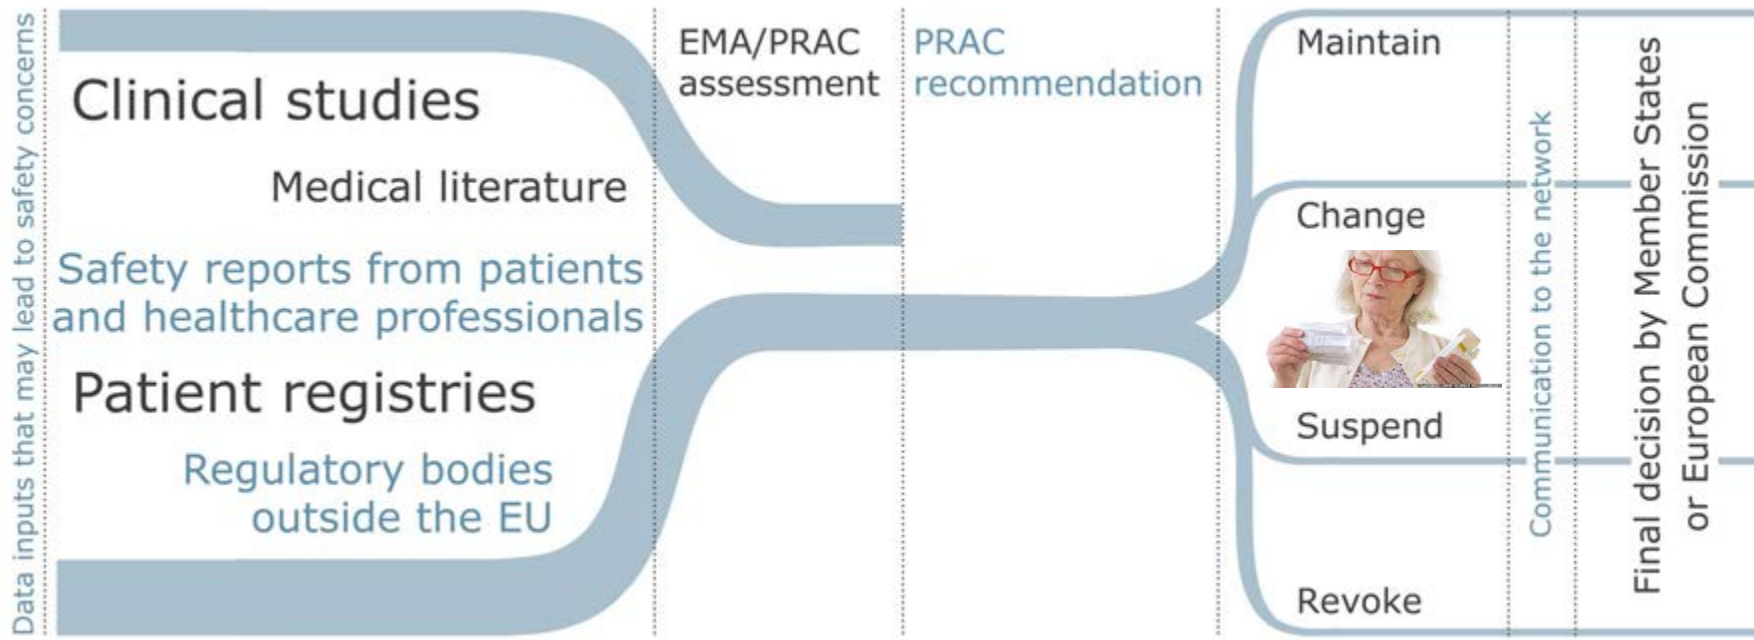 Data inputs that may lead to safety concerns
Clinical studies
Medical literature
Safety reports from patients
and healthcare professionals
Patient registries
Regulatory bodies
outside the EU
EMA/PRAC
assessment
PRAC
recommendation
Maintain
Change
Suspend
Revoke
Communication to the network
Final decision by Member States
or European Commission